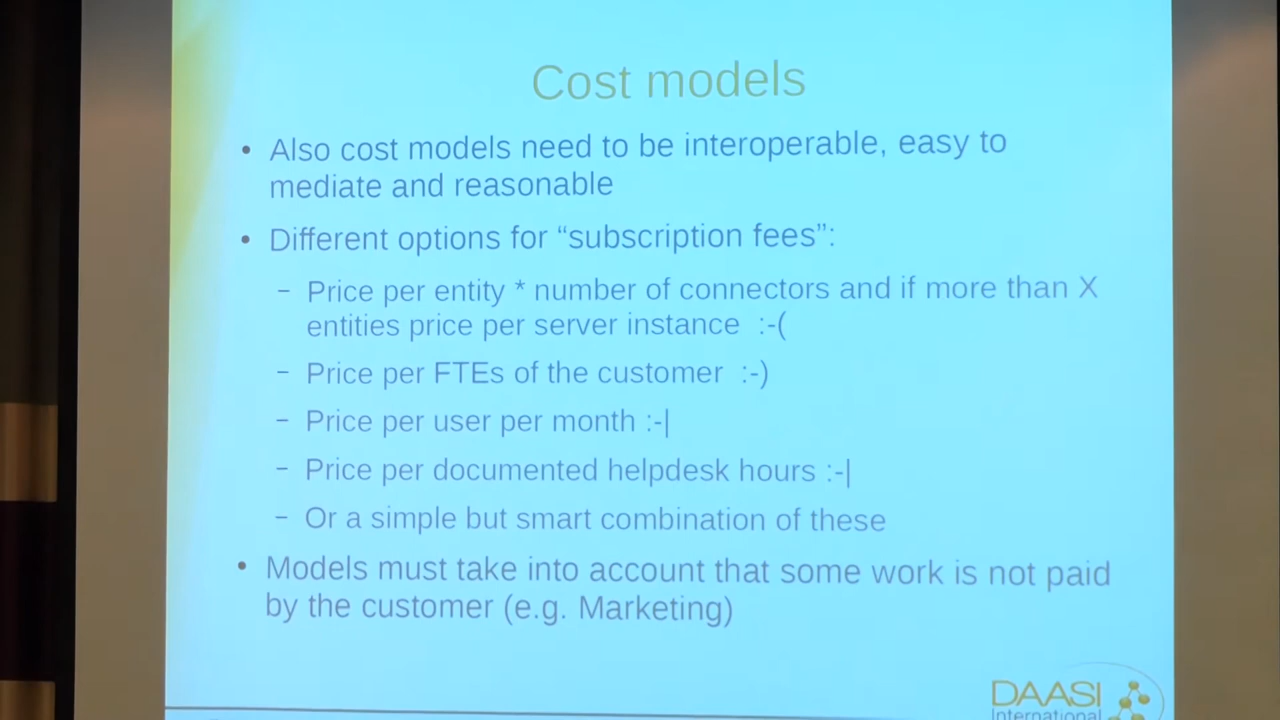 Cost models
• Also cost models need to be interoperable, easy to
mediate and reasonable
• Different options for “subscription fees”:
– Price per entity * number of connectors and if more than X
entities price per server instance :-(
– Price per FTEs of the customer :-)
– Price per user per month :-|
– Price per documented helpdesk hours :-|
– Or a simple but smart combination of these
• Models must take into account that some work is not paid
by the customer (e.g. Marketing)
DAASI
International